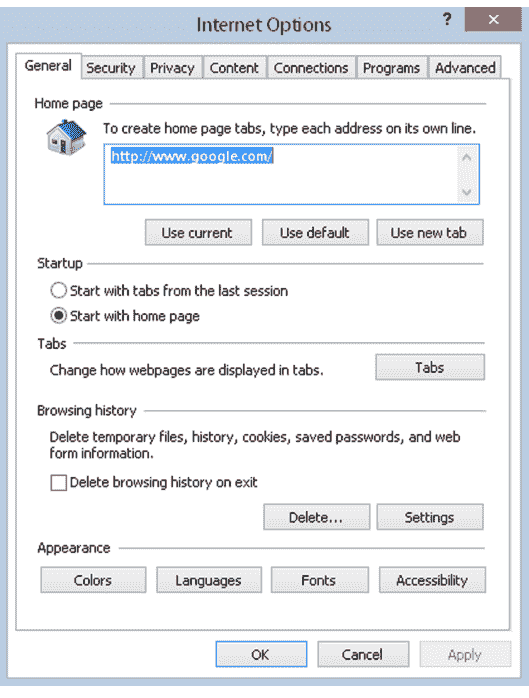 Internet Options
?
×
General Security Privacy Content Connections Programs Advanced
Home page
To create home page tabs, type each address on its own line.
http://www.google.com/
Use current Use default Use new tab
Startup
Start with tabs from the last session
Start with home page
Tabs
Change how webpages are displayed in tabs. Tabs
Browsing history
Delete temporary files, history, cookies, saved passwords, and web
form information.
Delete browsing history on exit
Delete... Settings
Appearance
Colors Languages Fonts Accessibility
OK Cancel Apply